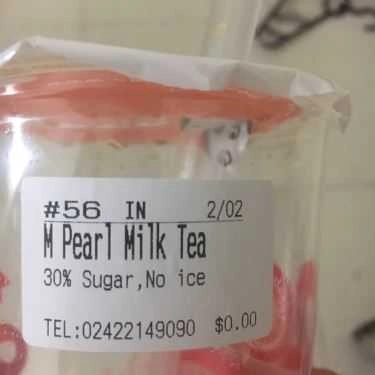 #56 IN 2/02
M Pearl Milk Tea
30% Sugar,No ice
TEL:02422149090 $0.00